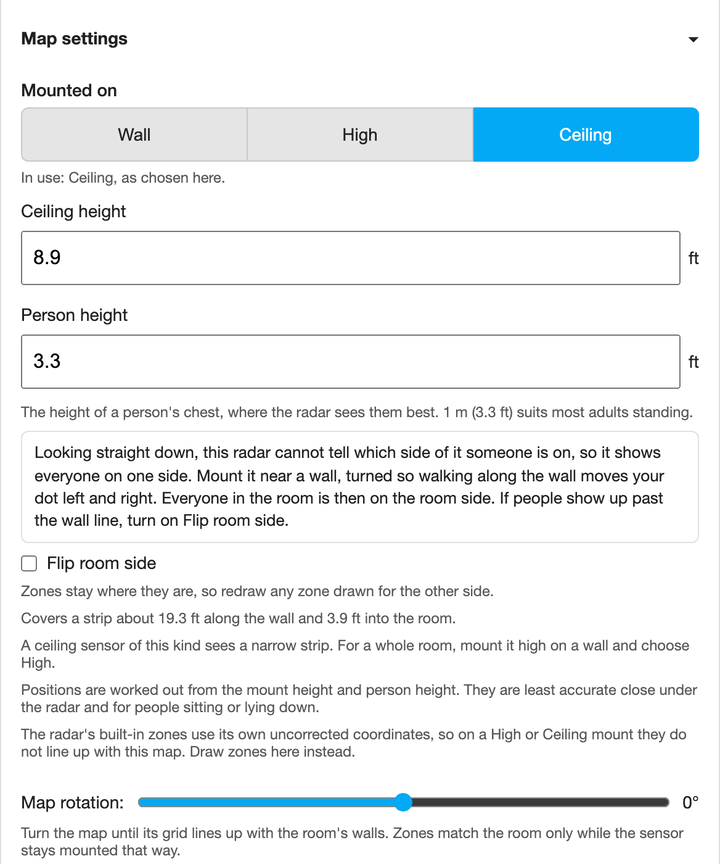 Map settings
Mounted on
Wall
High
Ceiling
In use: Ceiling, as chosen here.
Ceiling height
8.9
ft
Person height
3.3
ft
The height of a person's chest, where the radar sees them best. 1 m (3.3 ft) suits most adults standing.
Looking straight down, this radar cannot tell which side of it someone is on, so it shows
everyone on one side. Mount it near a wall, turned so walking along the wall moves your
dot left and right. Everyone in the room is then on the room side. If people show up past
the wall line, turn on Flip room side.
Flip room side
Zones stay where they are, so redraw any zone drawn for the other side.
Covers a strip about 19.3 ft along the wall and 3.9 ft into the room.
A ceiling sensor of this kind sees a narrow strip. For a whole room, mount it high on a wall and choose
High.
Positions are worked out from the mount height and person height. They are least accurate close under
the radar and for people sitting or lying down.
The radar's built-in zones use its own uncorrected coordinates, so on a High or Ceiling mount they do
not line up with this map. Draw zones here instead.
Map rotation:
0°
Turn the map until its grid lines up with the room's walls. Zones match the room only while the sensor
stays mounted that way.